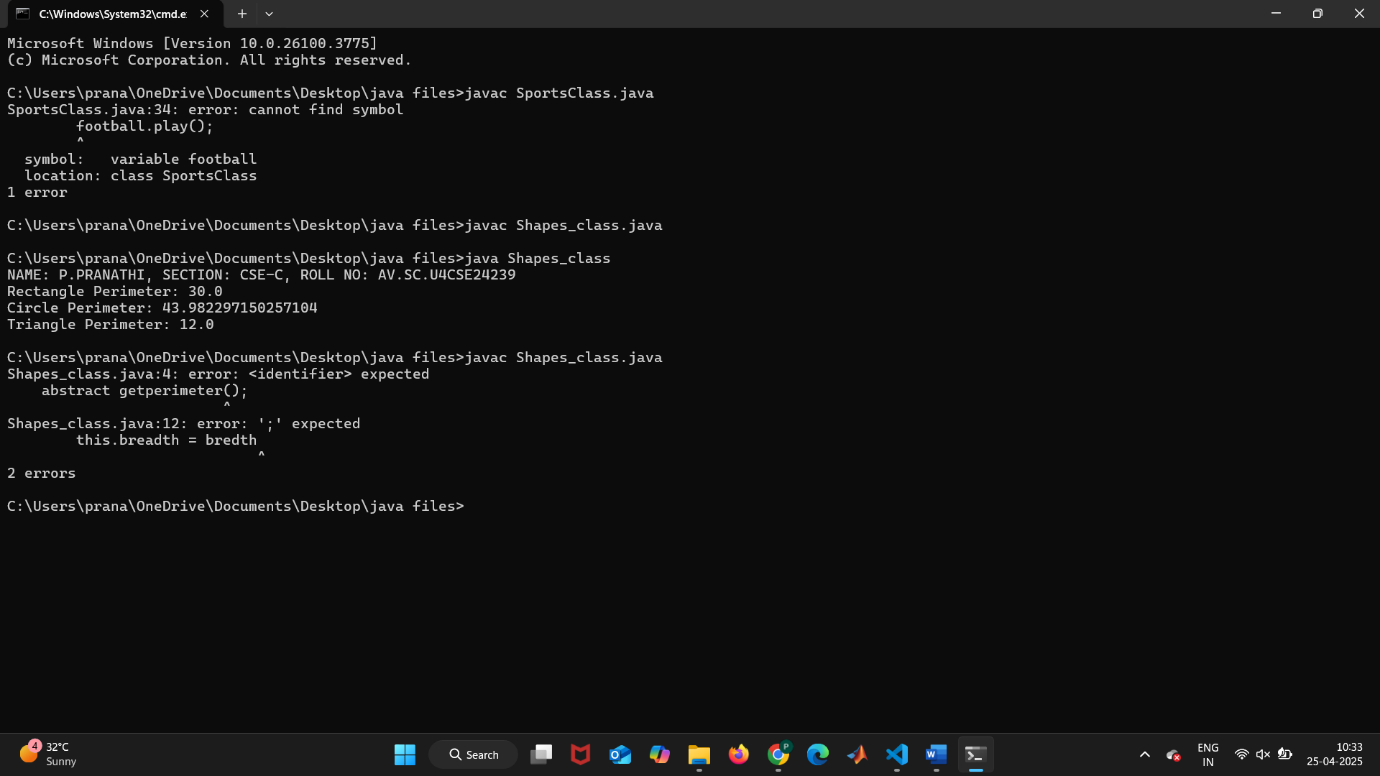 C:\Windows\System32\cmd.e
Microsoft Windows [Version 10.0.26100.3775]
(c) Microsoft Corporation. All rights reserved.
C:\Users\prana\OneDrive\Documents\Desktop\java files>javac SportsClass.java
SportsClass.java:34: error: cannot find symbol
        football.play();
        ^
  symbol:   variable football
  location: class SportsClass
1 error
C:\Users\prana\OneDrive\Documents\Desktop\java files>javac Shapes_class.java
C:\Users\prana\OneDrive\Documents\Desktop\java files>java Shapes_class
NAME: P.PRANATHI, SECTION: CSE-C, ROLL NO: AV.SC.U4CSE24239
Rectangle Perimeter: 30.0
Circle Perimeter: 43.982297150257104
Triangle Perimeter: 12.0
C:\Users\prana\OneDrive\Documents\Desktop\java files>javac Shapes_class.java
Shapes_class.java:4: error: <identifier> expected
    abstract getperimeter();
                         ^
Shapes_class.java:12: error: ';' expected
        this.breadth = bredth
                             ^
2 errors
C:\Users\prana\OneDrive\Documents\Desktop\java files>
4
32°C
Sunny
Search
P
ENG
IN
10:33
25-04-2025